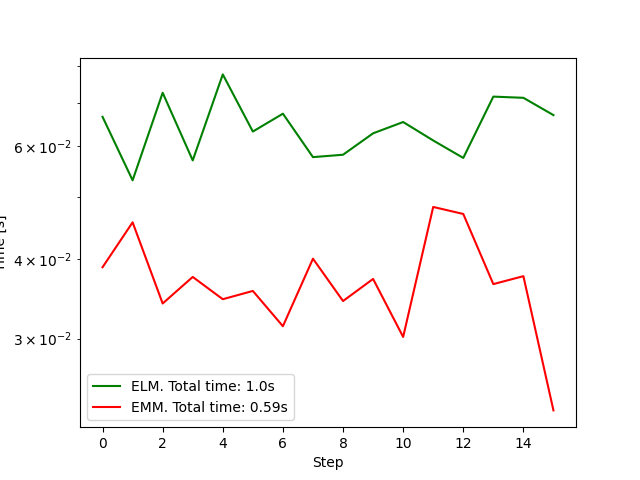 6 × 10⁻²
4 × 10⁻²
3 × 10⁻²
ELM. Total time: 1.0s
EMM. Total time: 0.59s
0 2 4 6 8 10 12 14
Step